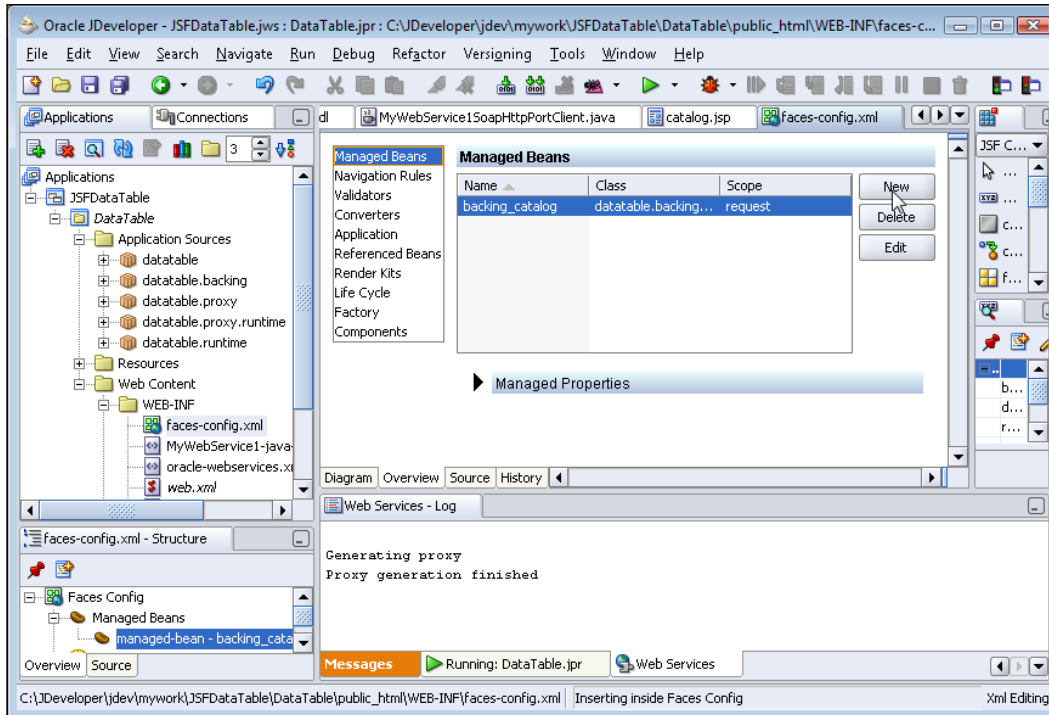 Oracle JDeveloper - JSFDataTable.jws : DataTable.jpr : C:\JDeveloper\jdev\mywork\JSFDataTable\DataTable\public_html\WEB-INF\faces-c...
File Edit View Search Navigate Run Debug Refactor Versioning Tools Window Help
Applications Connections
dl MyWebService1SoapHttpPortClient.java catalog.jsp faces-config.xml
3
Applications
JSFDataTable
DataTable
Application Sources
datatable
datatable.backing
datatable.proxy
datatable.proxy.runtime
datatable.runtime
Resources
Web Content
WEB-INF
faces-config.xml
MyWebService1-java-
oracle-webservices.x
web.xml
Managed Beans
Navigation Rules
Validators
Converters
Application
Referenced Beans
Render Kits
Life Cycle
Factory
Components
Managed Beans
Name Class Scope
backing_catalog datatable.backing... request
New
Delete
Edit
Managed Properties
Diagram Overview Source History
JSF C...
...
...
c...
c...
f...
b...
d...
r...
faces-config.xml - Structure
Faces Config
Managed Beans
managed-bean - backing_cata
Overview Source
Web Services - Log
Generating proxy
Proxy generation finished
Messages Running: DataTable.jpr Web Services
C:\JDeveloper\jdev\mywork\JSFDataTable\DataTable\public_html\WEB-INF\faces-config.xml Inserting inside Faces Config Xml Editing